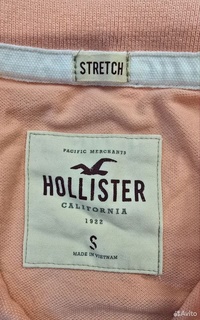 STRETCH
PACIFIC MERCHANTS
HOLLISTER
CALIFORNIA
1922
S
MADE IN VIETNAM
Avito